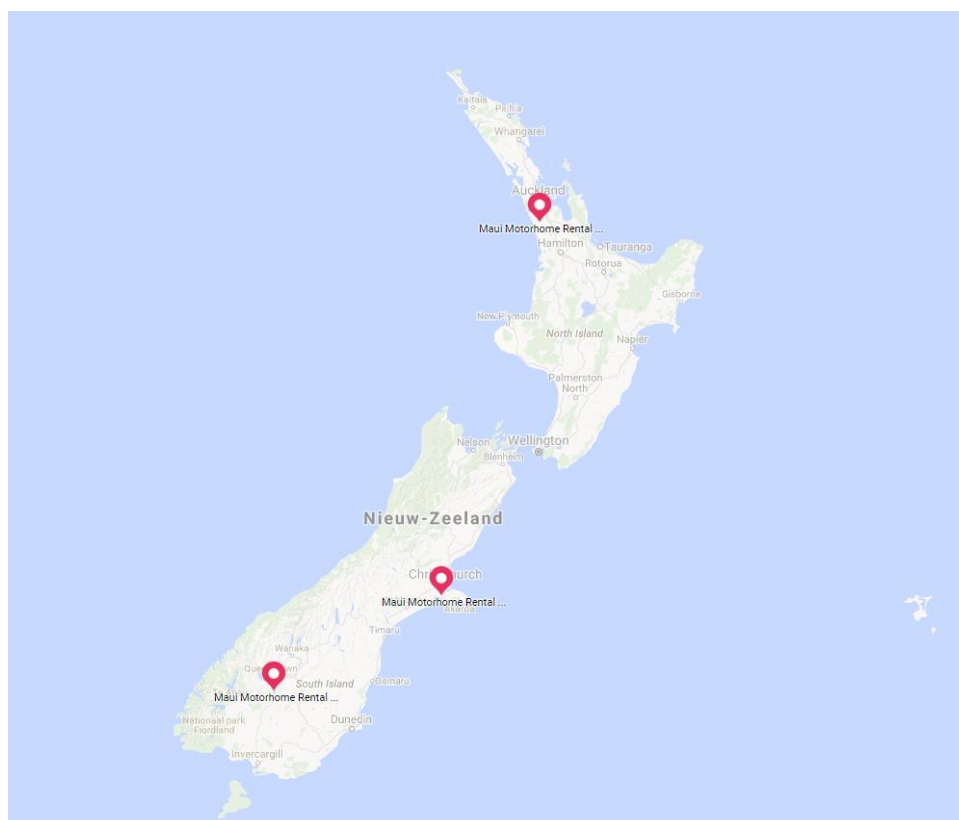 Kaitaia
Paihia
Whangarei
Auckland
Maui Motorhome Rental ...
Hamilton
Tauranga
Rotorua
Gisborne
New Plymouth
North Island
Napier
Palmerston
North
Nelson
Wellington
Blenheim
Nieuw-Zeeland
Maui Motorhome Rental ...
Akaroa
Timaru
Wanaka
South Island
Oamaru
Maui Motorhome Rental ...
Nationaal park
Fiordland
Dunedin
Invercargill